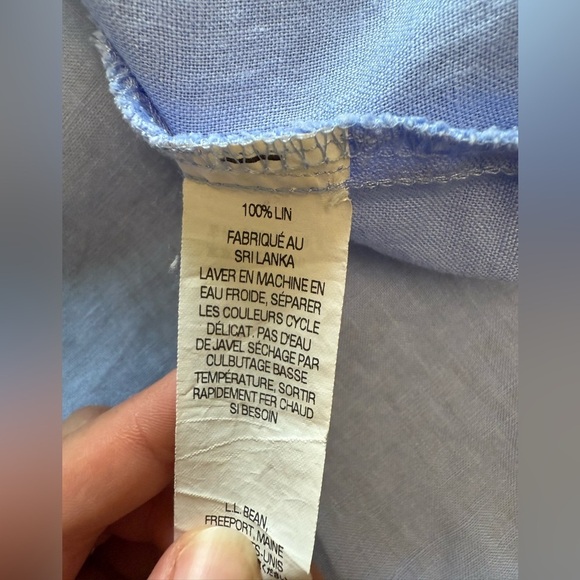 100% LIN
FABRIQUÉ AU
SRI LANKA
LAVER EN MACHINE EN
EAU FROIDE, SÉPARER
LES COULEURS CYCLE
DÉLICAT. PAS D'EAU
DE JAVEL SÉCHAGE PAR
CULBUTAGE BASSE
TEMPÉRATURE, SORTIR
RAPIDEMENT FER CHAUD
SI BESOIN
L.L. BEAN,
FREEPORT, MAINE